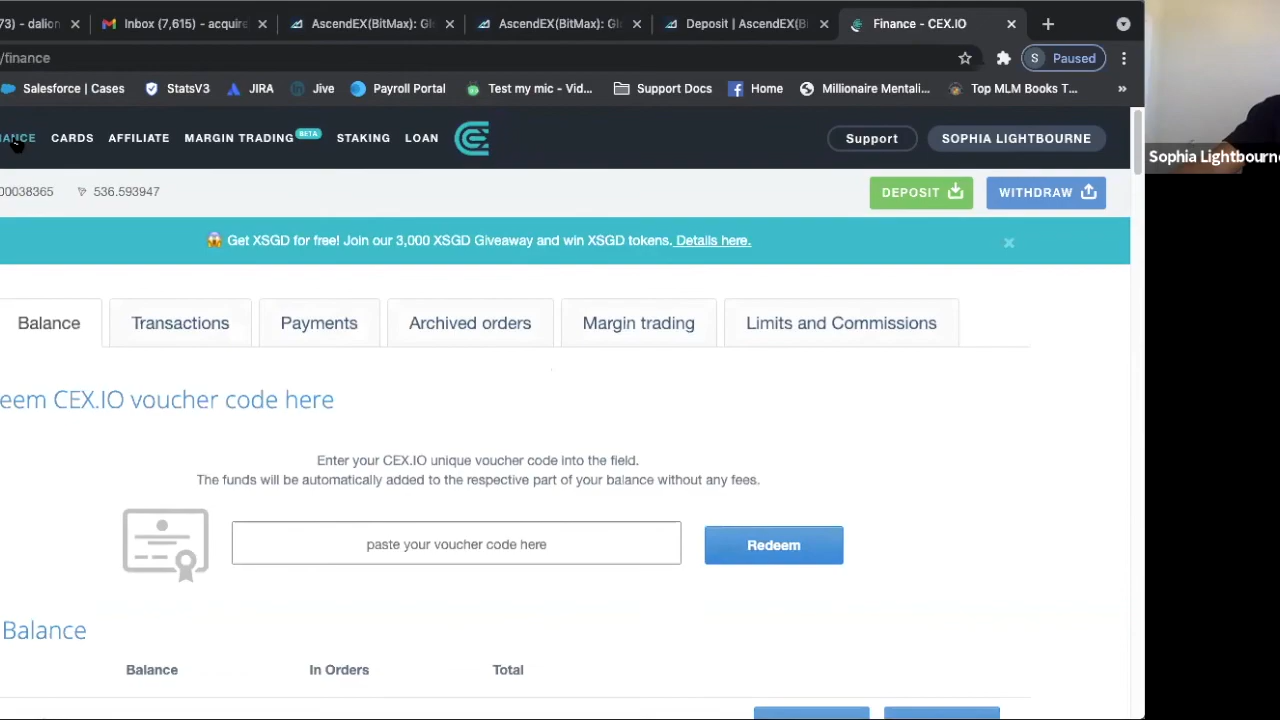 73) - dalion
Inbox (7,615) - acquire
AscendEX(BitMax): Gl
AscendEX(BitMax): Gl
Deposit | AscendEX(Bi
Finance - CEX.IO
/finance
S Paused
Salesforce | Cases
StatsV3
JIRA
Jive
Payroll Portal
Test my mic - Vid...
Support Docs
Home
Millionaire Mentali...
Top MLM Books T...
»
NANCE
CARDS
AFFILIATE
MARGIN TRADING BETA
STAKING
LOAN
Support
SOPHIA LIGHTBOURNE
Sophia Lightbourne
00038365
536.593947
DEPOSIT
WITHDRAW
😱 Get XSGD for free! Join our 3,000 XSGD Giveaway and win XSGD tokens. Details here.
Balance
Transactions
Payments
Archived orders
Margin trading
Limits and Commissions
eem CEX.IO voucher code here
Enter your CEX.IO unique voucher code into the field.
The funds will be automatically added to the respective part of your balance without any fees.
paste your voucher code here
Redeem
Balance
Balance
In Orders
Total